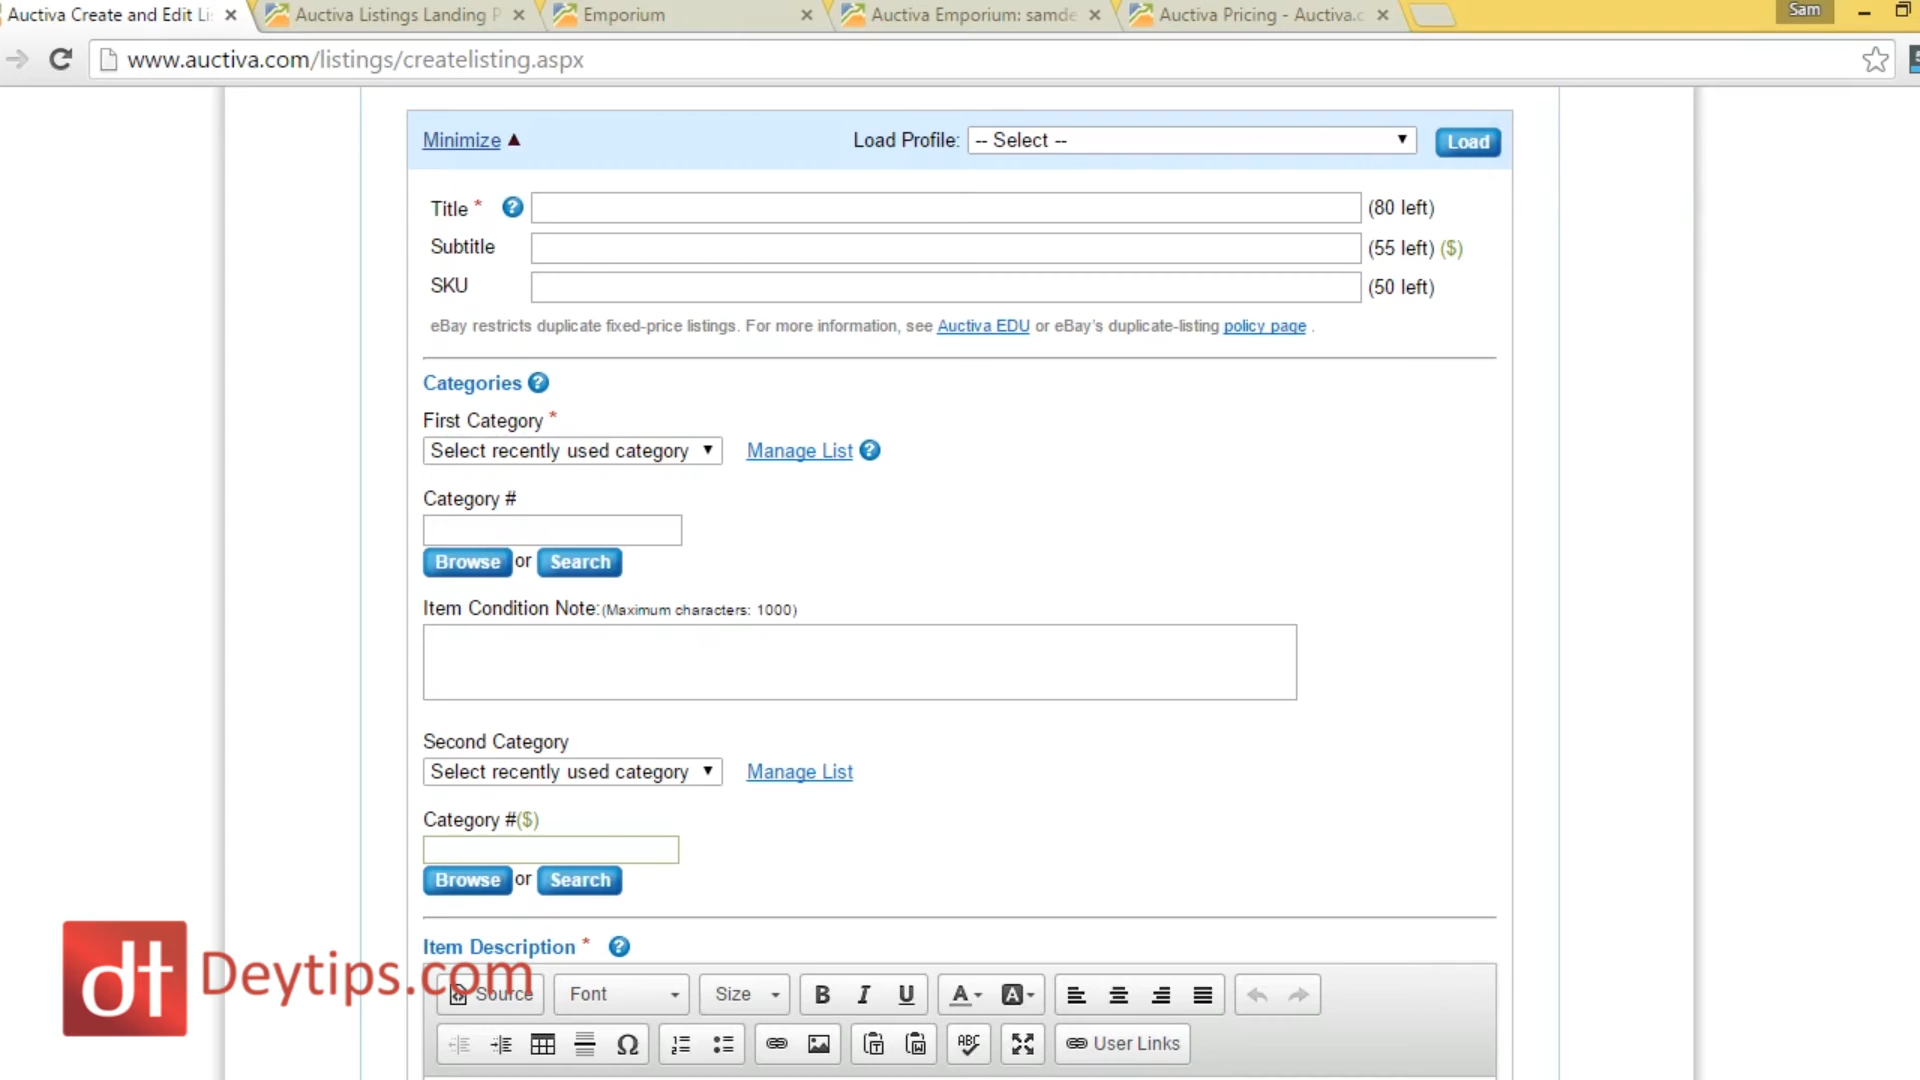 Auctiva Create and Edit Li
Auctiva Listings Landing P
Emporium
Auctiva Emporium: samde
Auctiva Pricing - Auctiva.c
Sam
www.auctiva.com/listings/createlisting.aspx
Minimize ▲ Load Profile: -- Select -- Load
Title * ? (80 left)
Subtitle (55 left) ($)
SKU (50 left)
eBay restricts duplicate fixed-price listings. For more information, see Auctiva EDU or eBay's duplicate-listing policy page .
Categories ?
First Category *
Select recently used category Manage List ?
Category #
Browse or Search
Item Condition Note:(Maximum characters: 1000)
Second Category
Select recently used category Manage List
Category #($)
Browse or Search
Item Description * ?
dt Deytips.com
Source Font Size B I U A A
Ω ABC User Links